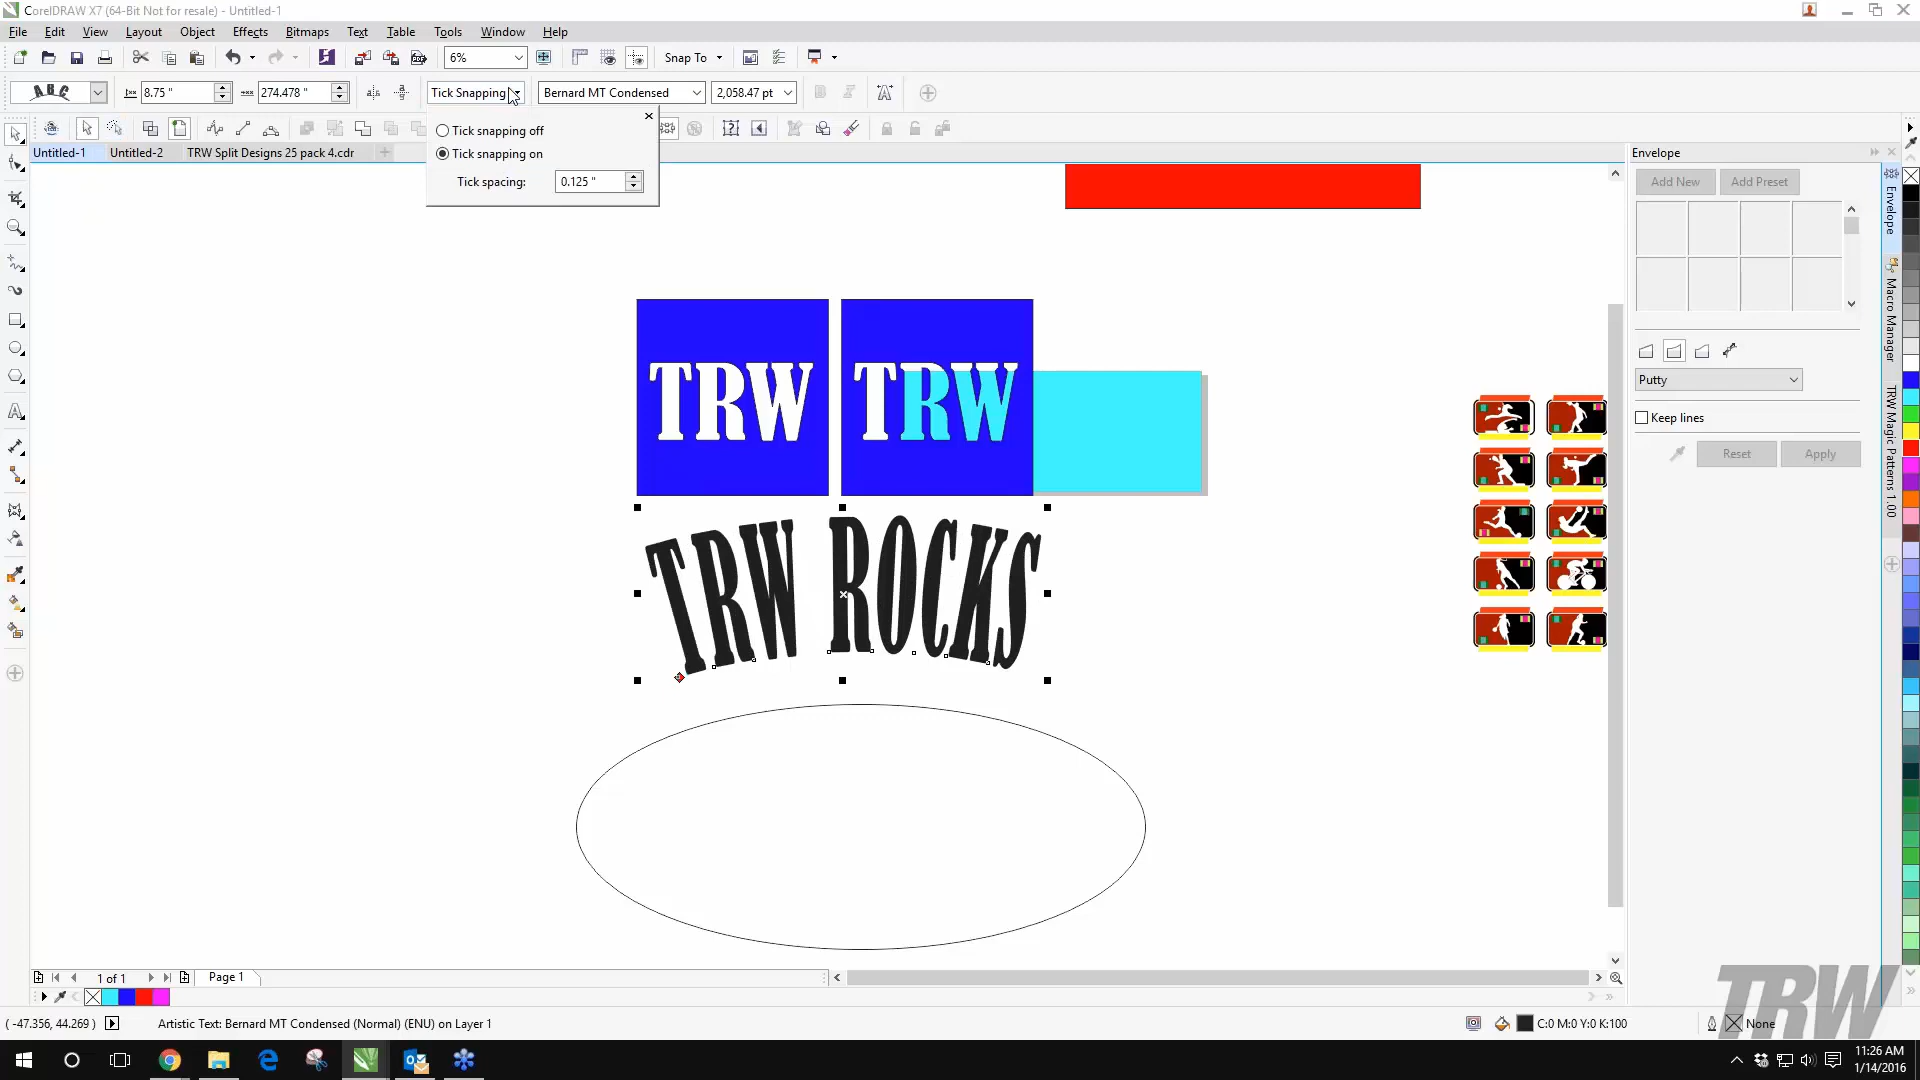 CorelDRAW X7 (64-Bit Not for resale) - Untitled-1
File Edit View Layout Object Effects Bitmaps Text Table Tools Window Help
6% Snap To
ABC 8.75 " 274.478 " Tick Snapping Bernard MT Condensed 2,058.47 pt
Tick snapping off
Tick snapping on
Tick spacing: 0.125 "
Untitled-1 Untitled-2 TRW Split Designs 25 pack 4.cdr
Envelope
Add New Add Preset
Putty
Keep lines
Reset Apply
Envelope
Macro Manager
TRW Magic Patterns 1.00
TRW TRW
TRW ROCKS
1 of 1 Page 1
( -47.356, 44.269 ) Artistic Text: Bernard MT Condensed (Normal) (ENU) on Layer 1 C:0 M:0 Y:0 K:100 None
TRW
11:26 AM
1/14/2016